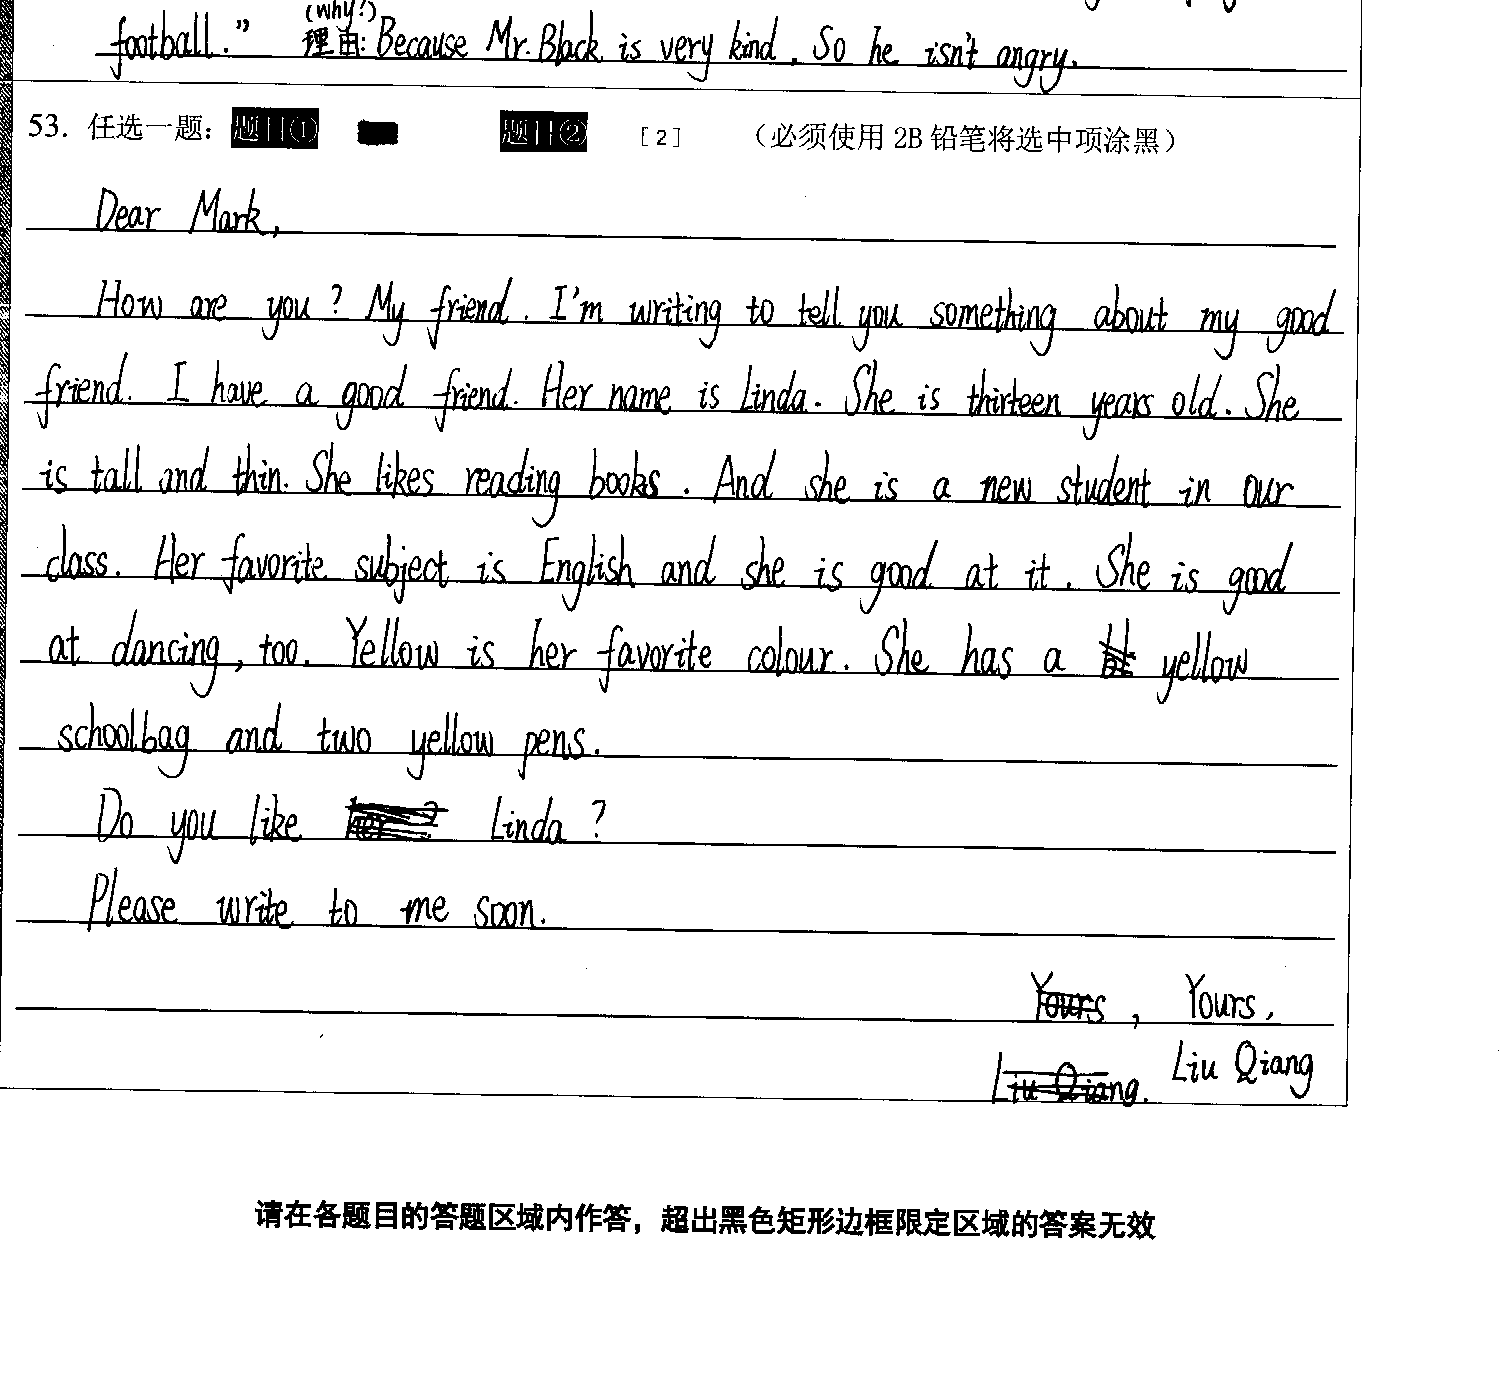 (why?)
football." 理由: Because Mr. Black is very kind. So he isn't angry.
53. 任选一题: 题目① 题目② [2] (必须使用 2B 铅笔将选中项涂黑)
Dear Mark,
How are you? My friend. I'm writing to tell you something about my good
friend. I have a good friend. Her name is Linda. She is thirteen years old. She
is tall and thin. She likes reading books. And she is a new student in our
class. Her favorite subject is English and she is good at it. She is good
at dancing, too. Yellow is her favorite colour. She has a yellow
schoolbag and two yellow pens.
Do you like Linda?
Please write to me soon.
Yours, Yours,
Liu Qiang. Liu Qiang
请在各题目的答题区域内作答，超出黑色矩形边框限定区域的答案无效